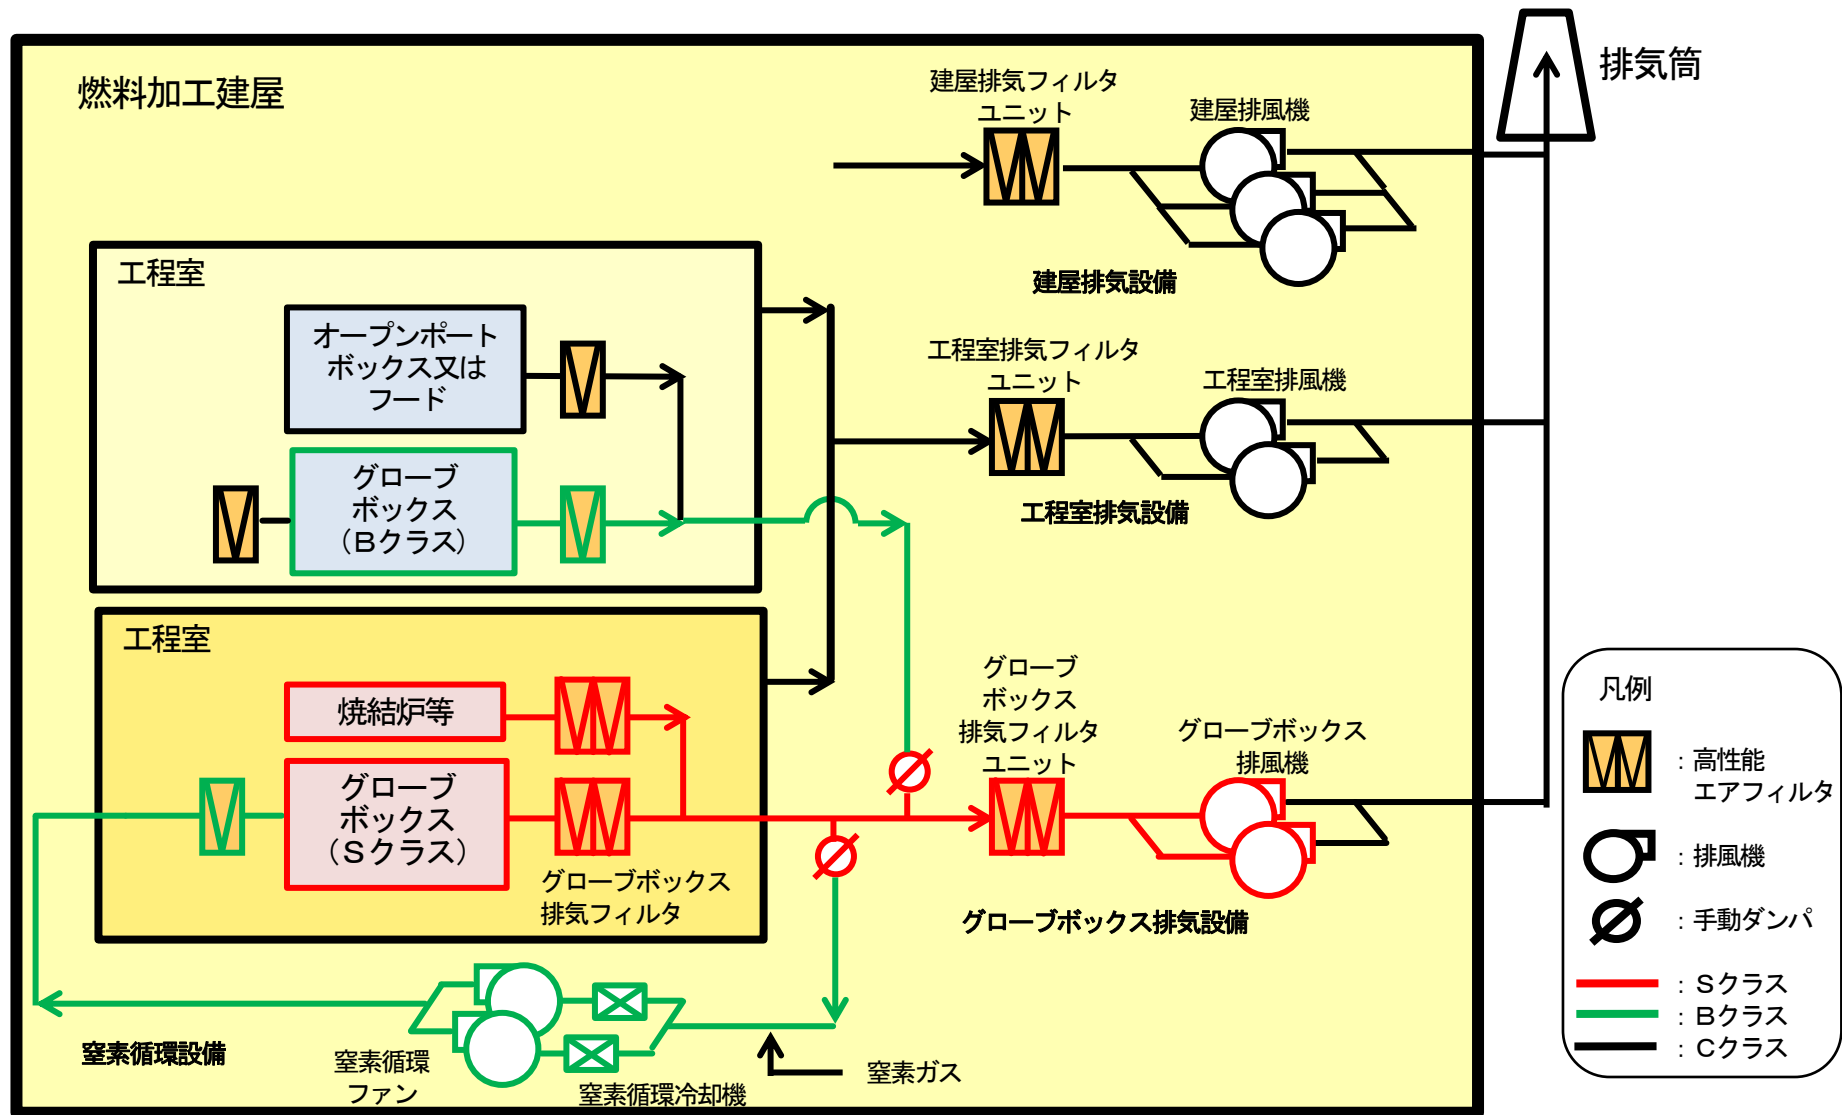 燃料加工建屋
排気筒
建屋排気フィルタ
ユニット
建屋排風機
建屋排気設備
工程室
オープンポート
ボックス又は
フード
グローブ
ボックス
（Ｂクラス）
工程室排気フィルタ
ユニット
工程室排風機
工程室排気設備
工程室
焼結炉等
グローブ
ボックス
（Ｓクラス）
グローブボックス
排気フィルタ
グローブ
ボックス
排気フィルタ
ユニット
グローブボックス
排風機
グローブボックス排気設備
窒素循環設備
窒素循環
ファン
窒素循環冷却機
窒素ガス
凡例
：高性能
エアフィルタ
：排風機
：手動ダンパ
：Ｓクラス
：Ｂクラス
：Ｃクラス